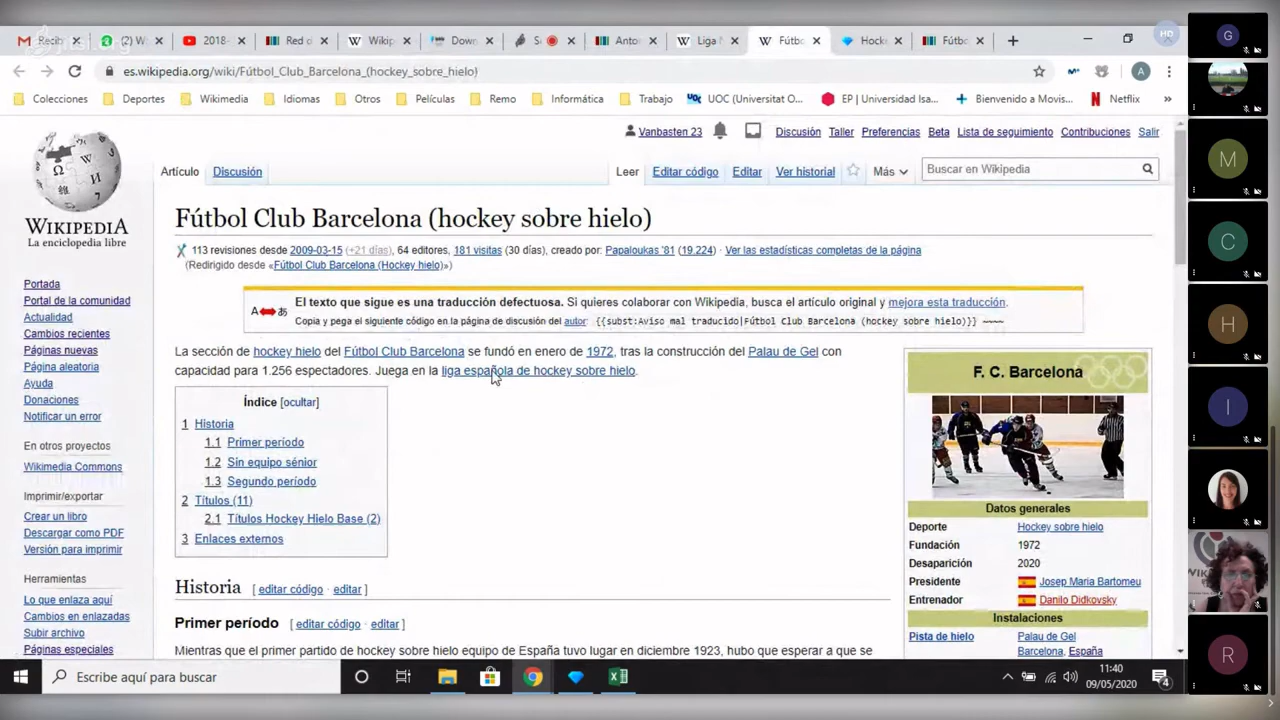 Recib
(2) W
2018-
Red d
Wikip
Down
S
Anto
Liga N
Fútbo
Hock
Fútbo
HD
es.wikipedia.org/wiki/Fútbol_Club_Barcelona_(hockey_sobre_hielo)
A
Colecciones
Deportes
Wikimedia
Idiomas
Otros
Películas
Remo
Informática
Trabajo
UOC (Universitat O...
EP | Universidad Isa...
Bienvenido a Movis...
Netflix
»
Vanbasten 23
Discusión
Taller
Preferencias
Beta
Lista de seguimiento
Contribuciones
Salir
Artículo
Discusión
Leer
Editar código
Editar
Ver historial
Más
Buscar en Wikipedia
WIKIPEDIA
La enciclopedia libre
Portada
Portal de la comunidad
Actualidad
Cambios recientes
Páginas nuevas
Página aleatoria
Ayuda
Donaciones
Notificar un error
En otros proyectos
Wikimedia Commons
Imprimir/exportar
Crear un libro
Descargar como PDF
Versión para imprimir
Herramientas
Lo que enlaza aquí
Cambios en enlazadas
Subir archivo
Páginas especiales
Fútbol Club Barcelona (hockey sobre hielo)
113 revisiones desde 2009-03-15 (+21 días), 64 editores, 181 visitas (30 días), creado por: Papaloukas '81 (19.224) · Ver las estadísticas completas de la página
(Redirigido desde «Fútbol Club Barcelona (Hockey hielo)»)
El texto que sigue es una traducción defectuosa. Si quieres colaborar con Wikipedia, busca el artículo original y mejora esta traducción.
Copia y pega el siguiente código en la página de discusión del autor: {{subst:Aviso mal traducido|Fútbol Club Barcelona (hockey sobre hielo)}} ~~~~
La sección de hockey hielo del Fútbol Club Barcelona se fundó en enero de 1972, tras la construcción del Palau de Gel con
capacidad para 1.256 espectadores. Juega en la liga española de hockey sobre hielo.
Índice [ocultar]
1 Historia
1.1 Primer período
1.2 Sin equipo sénior
1.3 Segundo período
2 Títulos (11)
2.1 Títulos Hockey Hielo Base (2)
3 Enlaces externos
Historia [ editar código · editar ]
Primer período [ editar código · editar ]
Mientras que el primer partido de hockey sobre hielo equipo de España tuvo lugar en diciembre 1923, hubo que esperar a que se
F. C. Barcelona
Datos generales
Deporte Hockey sobre hielo
Fundación 1972
Desaparición 2020
Presidente Josep Maria Bartomeu
Entrenador Danilo Didkovsky
Instalaciones
Pista de hielo Palau de Gel
Barcelona, España
Escribe aquí para buscar
11:40
09/05/2020
4
G
M
C
H
I
R